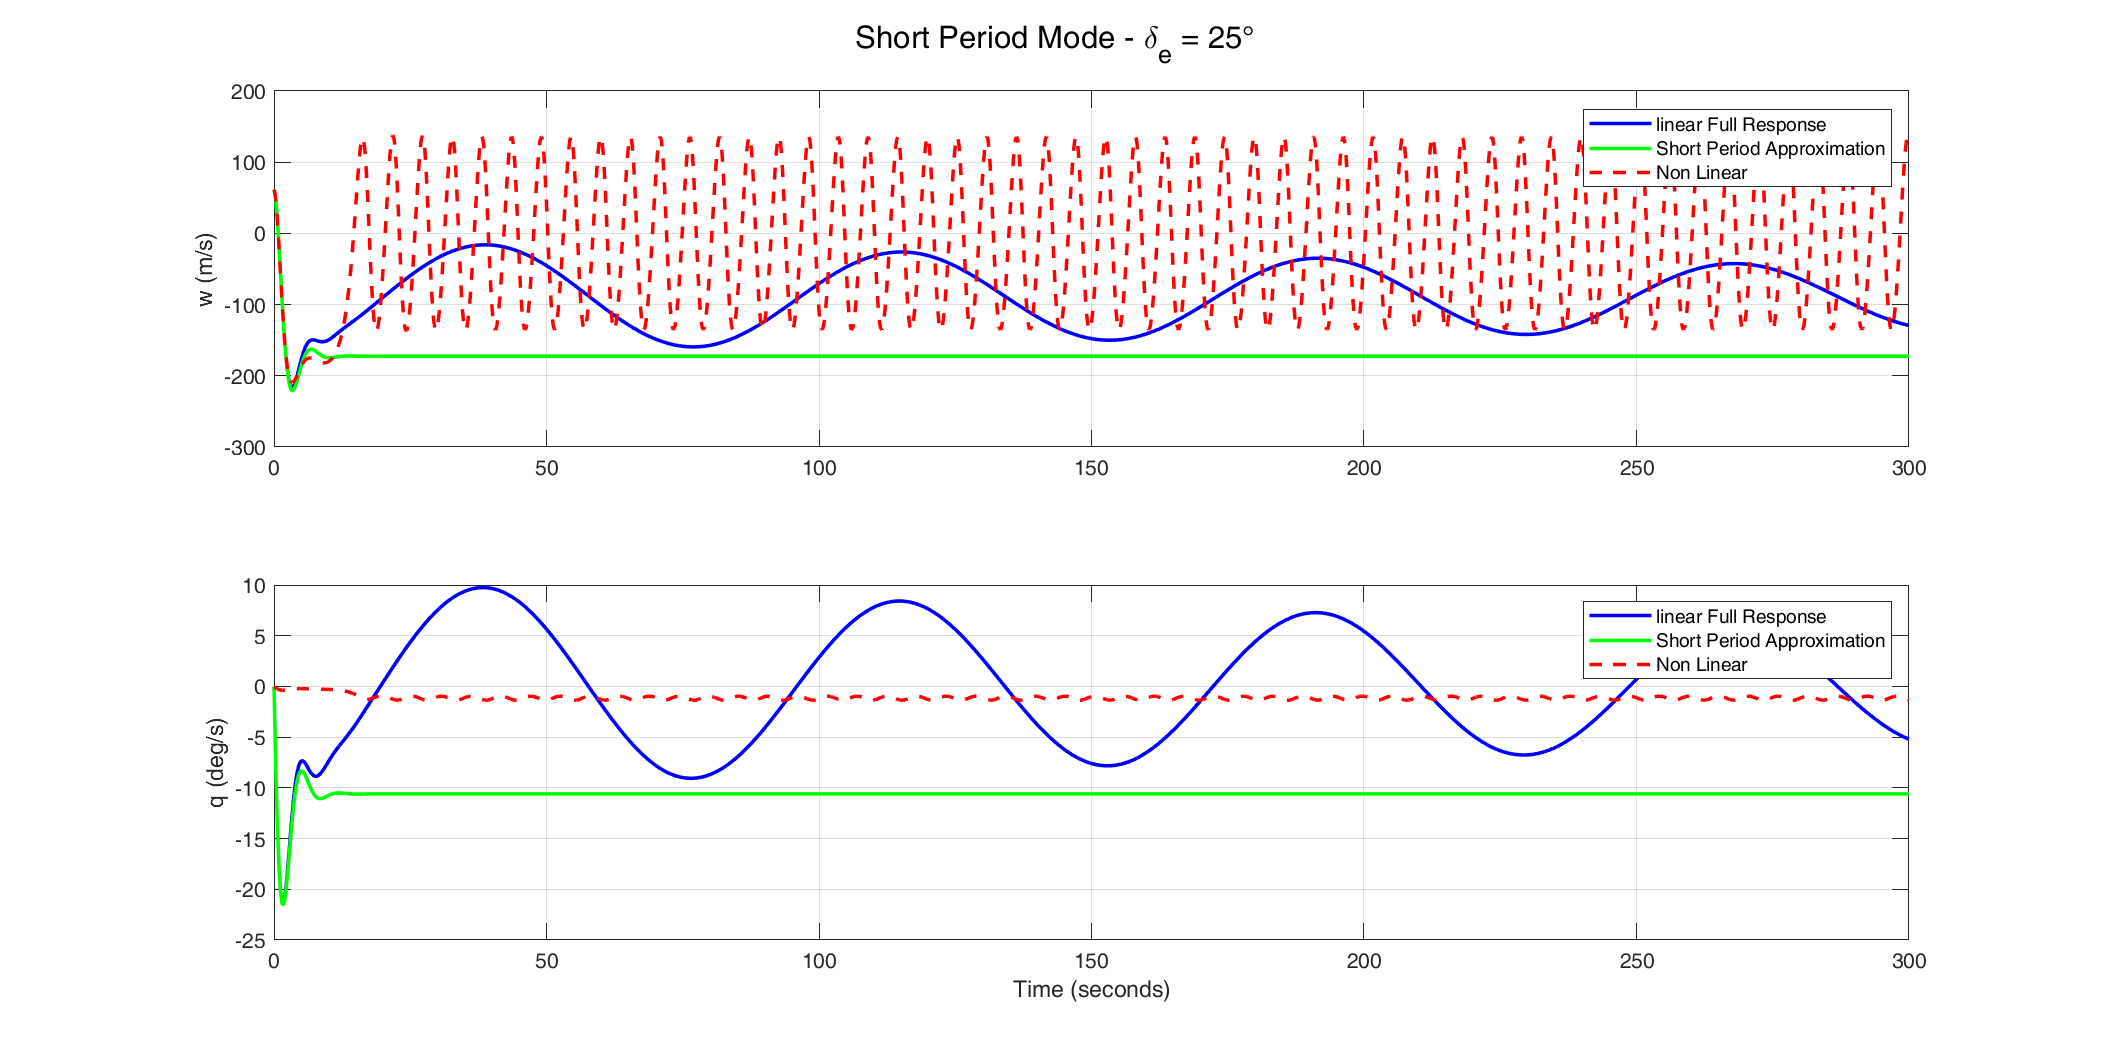 Short Period Mode - δe = 25°
200
100
0
-100
-200
-300
w (m/s)
0 50 100 150 200 250 300
linear Full Response
Short Period Approximation
Non Linear
10
5
0
-5
-10
-15
-20
-25
q (deg/s)
0 50 100 150 200 250 300
Time (seconds)
linear Full Response
Short Period Approximation
Non Linear